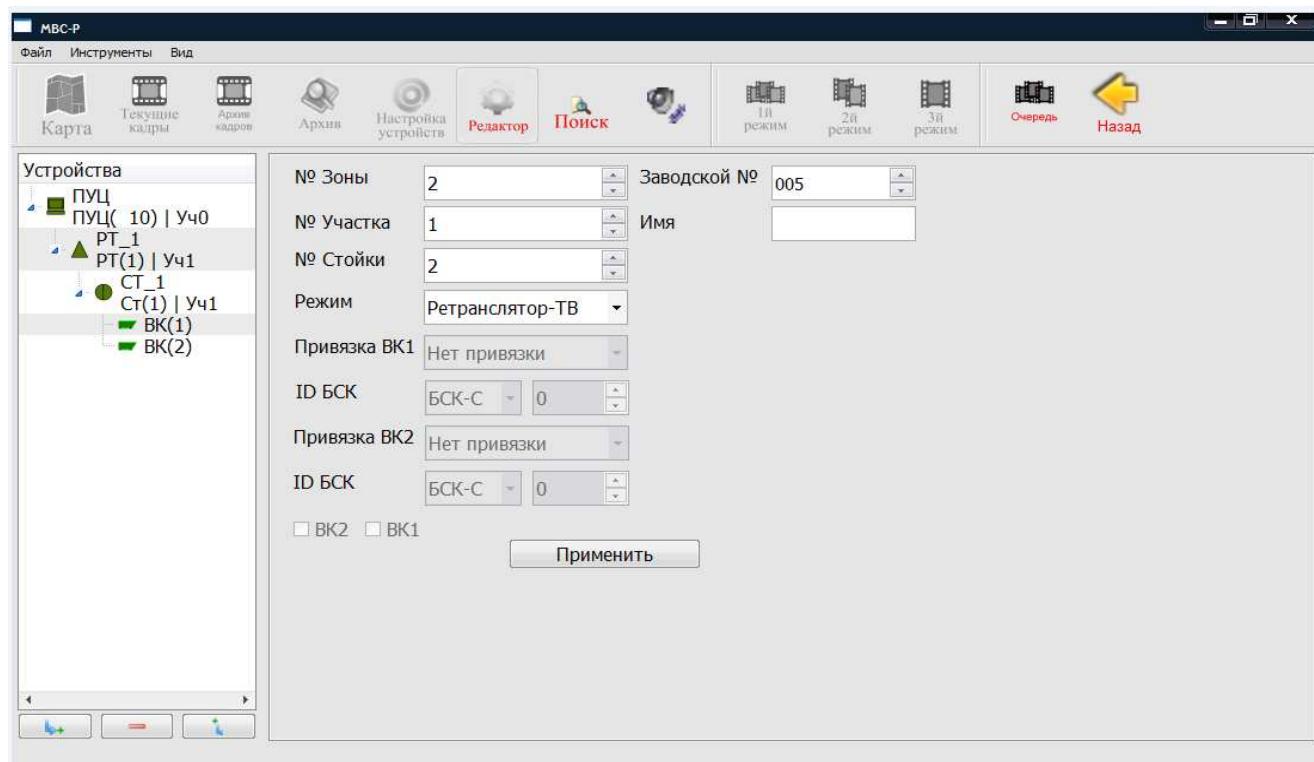 МВС-Р
Файл Инструменты Вид
Карта
Текущие кадры
Архив кадров
Архив
Настройка устройств
Редактор
Поиск
1й режим
2й режим
3й режим
Очередь
Назад
Устройства
ПУЦ
ПУЦ( 10) | Уч0
РТ_1
РТ(1) | Уч1
СТ_1
Ст(1) | Уч1
ВК(1)
ВК(2)
№ Зоны 2 Заводской № 005
№ Участка 1 Имя
№ Стойки 2
Режим Ретранслятор-ТВ
Привязка ВК1 Нет привязки
ID БСК БСК-С 0
Привязка ВК2 Нет привязки
ID БСК БСК-С 0
ВК2 ВК1
Применить